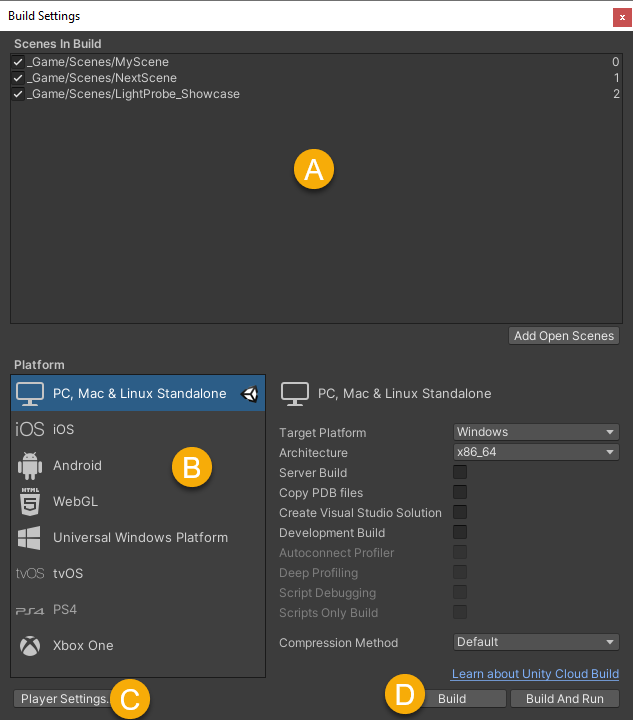 Build Settings
x
Scenes In Build
_Game/Scenes/MyScene 0
_Game/Scenes/NextScene 1
_Game/Scenes/LightProbe_Showcase 2
A
Add Open Scenes
Platform
PC, Mac & Linux Standalone
iOS iOS
Android
HTML 5 WebGL
Universal Windows Platform
tvOS tvOS
PS4 PS4
Xbox One
B
PC, Mac & Linux Standalone
Target Platform Windows
Architecture x86_64
Server Build
Copy PDB files
Create Visual Studio Solution
Development Build
Autoconnect Profiler
Deep Profiling
Script Debugging
Scripts Only Build
Compression Method Default
Learn about Unity Cloud Build
Player Settings... C
D Build Build And Run